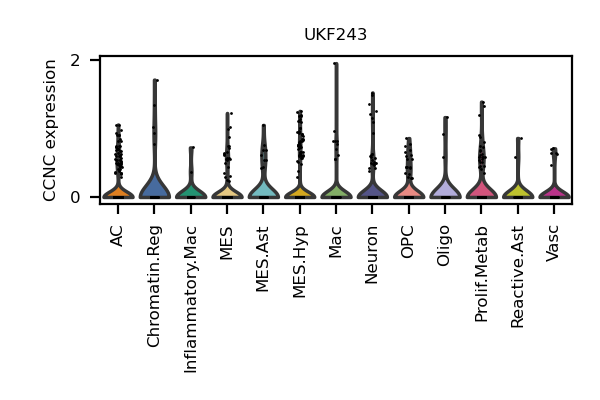 UKF243
CCNC expression
2
0
AC
Chromatin.Reg
Inflammatory.Mac
MES
MES.Ast
MES.Hyp
Mac
Neuron
OPC
Oligo
Prolif.Metab
Reactive.Ast
Vasc